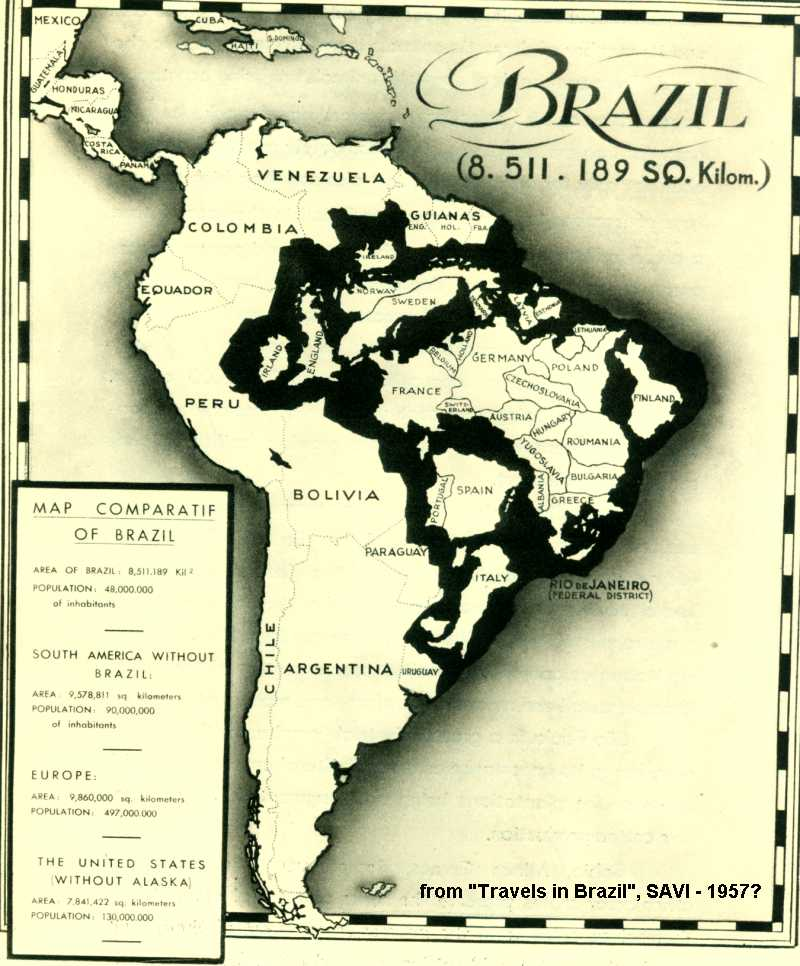 MEXICO
CUBA
HAITI
S. DOMINGO
GUATEMALA
HONDURAS
NICARAGUA
COSTA
RICA
PANAMA
BRAZIL
(8. 511. 189 SQ. Kilom.)
VENEZUELA
COLOMBIA
GUIANAS
ENG. HOL. FRA.
EQUADOR
PERU
BOLIVIA
PARAGUAY
CHILE
ARGENTINA
URUGUAY
ICELAND
NORWAY
SWEDEN
LATVIA
ESTHONIA
LITHUANIA
IRLAND
ENGLAND
BELGIUM
HOLLAND
GERMANY
POLAND
FRANCE
CZECHOSLOVAKIA
FINLAND
SWITZ-
ERLAND
AUSTRIA
HUNGARY
ROUMANIA
YUGOSLAVIA
PORTUGAL
SPAIN
ALBANIA
BULGARIA
GREECE
ITALY
RIO DE JANEIRO
(FEDERAL DISTRICT)
MAP COMPARATIF
OF BRAZIL
AREA OF BRAZIL: 8,511.189 Kil 2
POPULATION: 48,000.000
of inhabitants
SOUTH AMERICA WITHOUT
BRAZIL:
AREA: 9,578,811 sq. kilometers
POPULATION: 90,000,000
of inhabitants
EUROPE:
AREA: 9,860,000 sq. kilometers
POPULATION: 497,000.000
THE UNITED STATES
(WITHOUT ALASKA)
AREA: 7.841,422 sq. kilometers
POPULATION: 130,000.000
from "Travels in Brazil", SAVI - 1957?